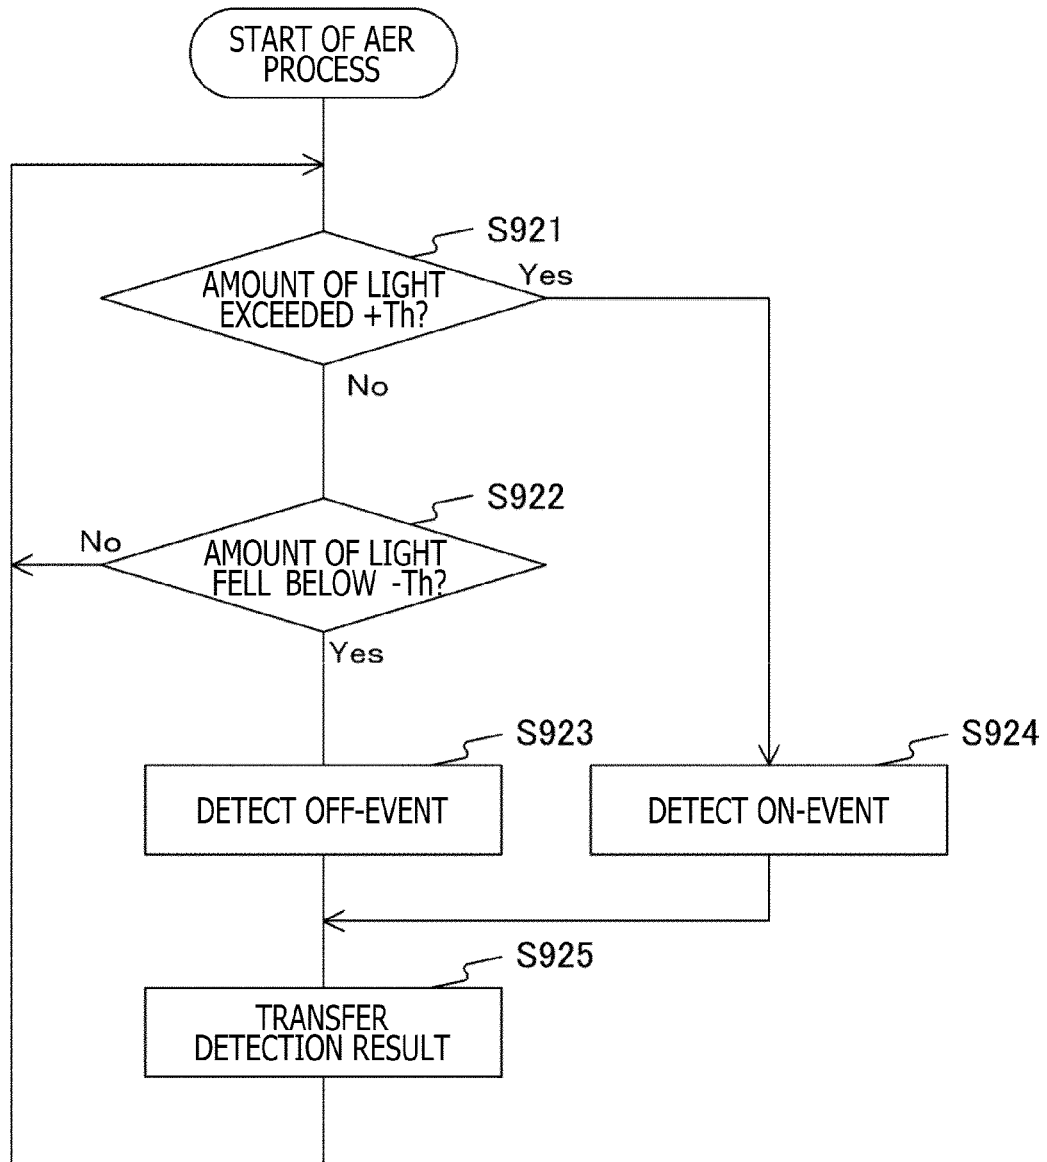 START OF AER
PROCESS
S921
AMOUNT OF LIGHT
EXCEEDED +Th?
Yes
No
S922
AMOUNT OF LIGHT
FELL BELOW -Th?
No
Yes
S923
DETECT OFF-EVENT
S924
DETECT ON-EVENT
S925
TRANSFER
DETECTION RESULT